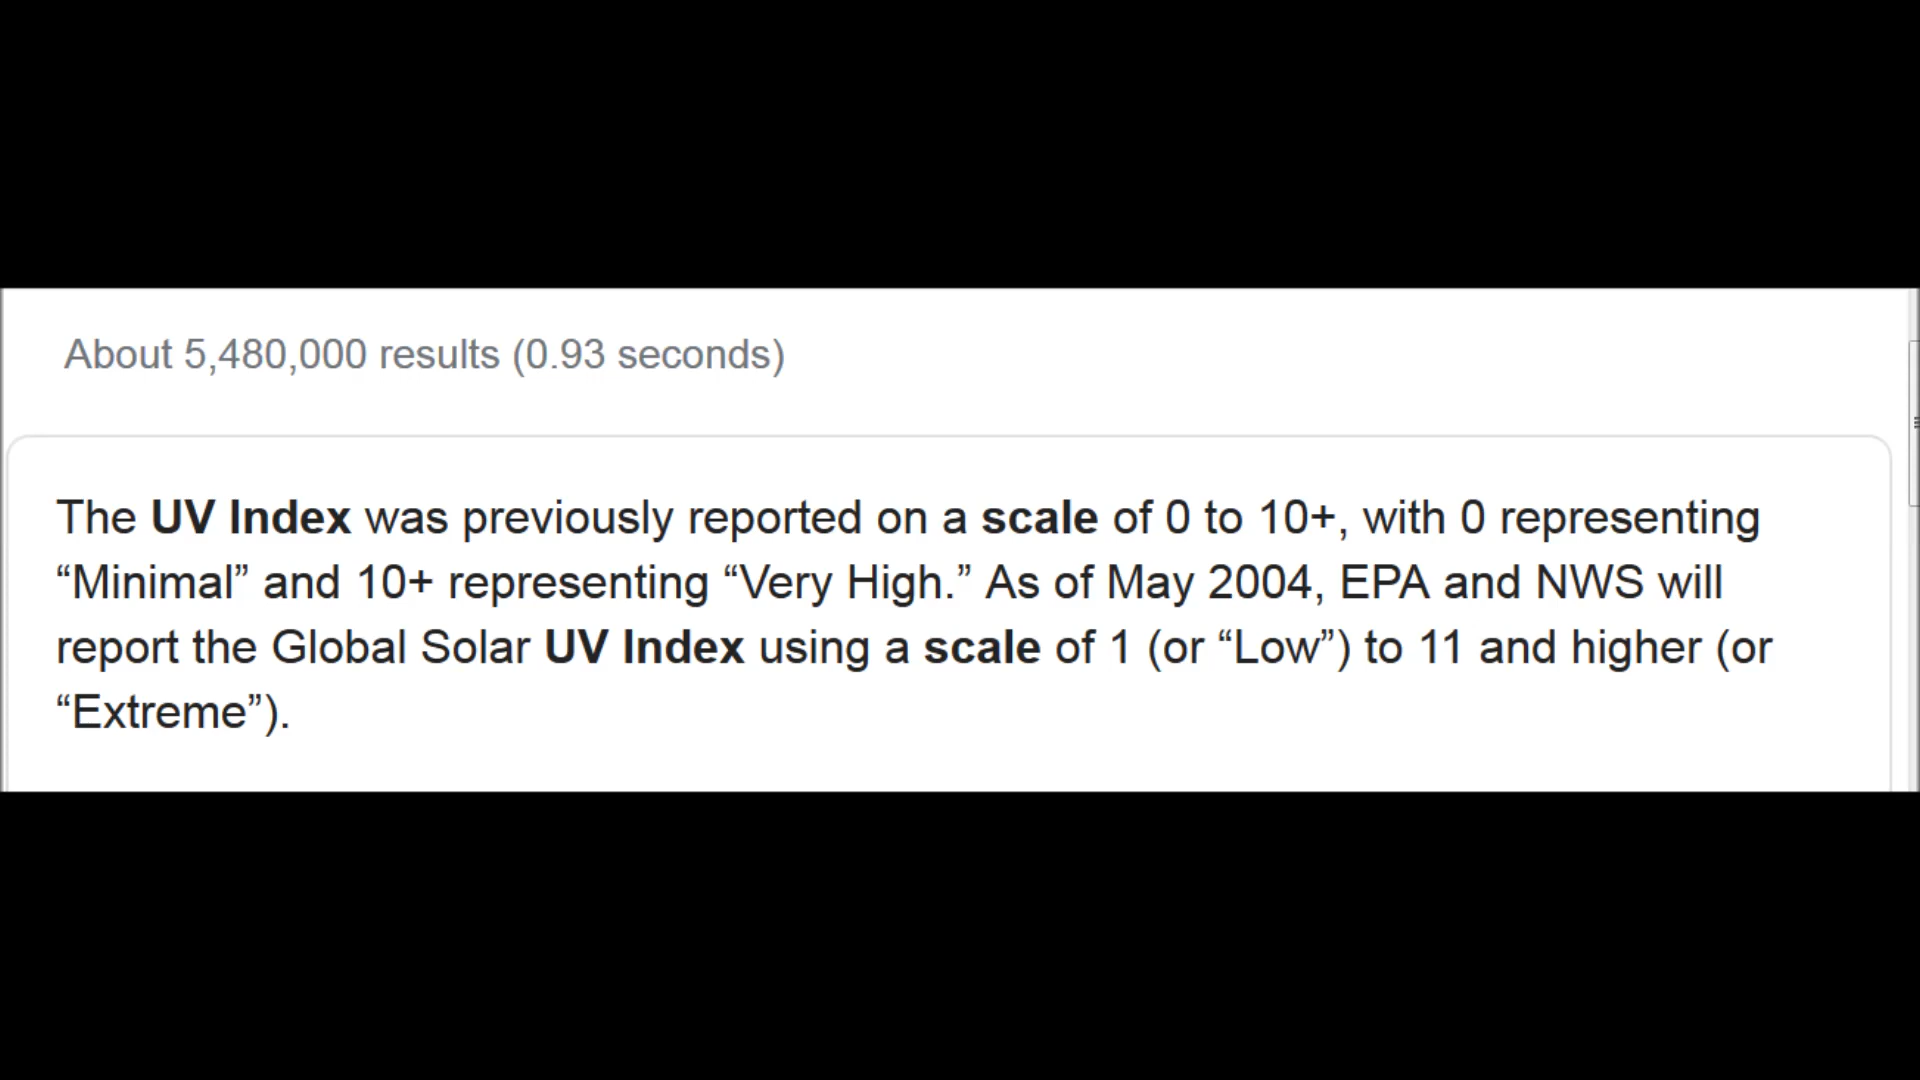 About 5,480,000 results (0.93 seconds)
The UV Index was previously reported on a scale of 0 to 10+, with 0 representing
“Minimal” and 10+ representing “Very High.” As of May 2004, EPA and NWS will
report the Global Solar UV Index using a scale of 1 (or “Low”) to 11 and higher (or
“Extreme”).